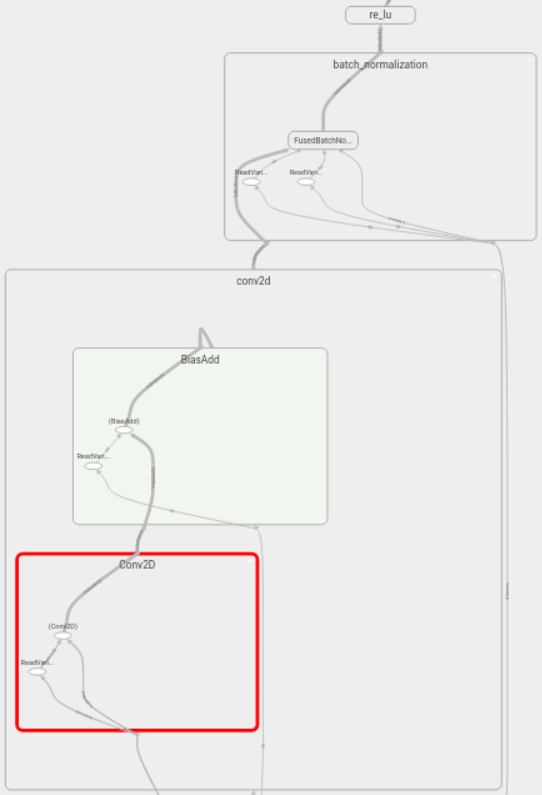 re_lu
batch_normalization
FusedBatchNo...
ReadVari...
ReadVari...
conv2d
BiasAdd
(BiasAdd)
ReadVari...
Conv2D
(Conv2D)
ReadVari...